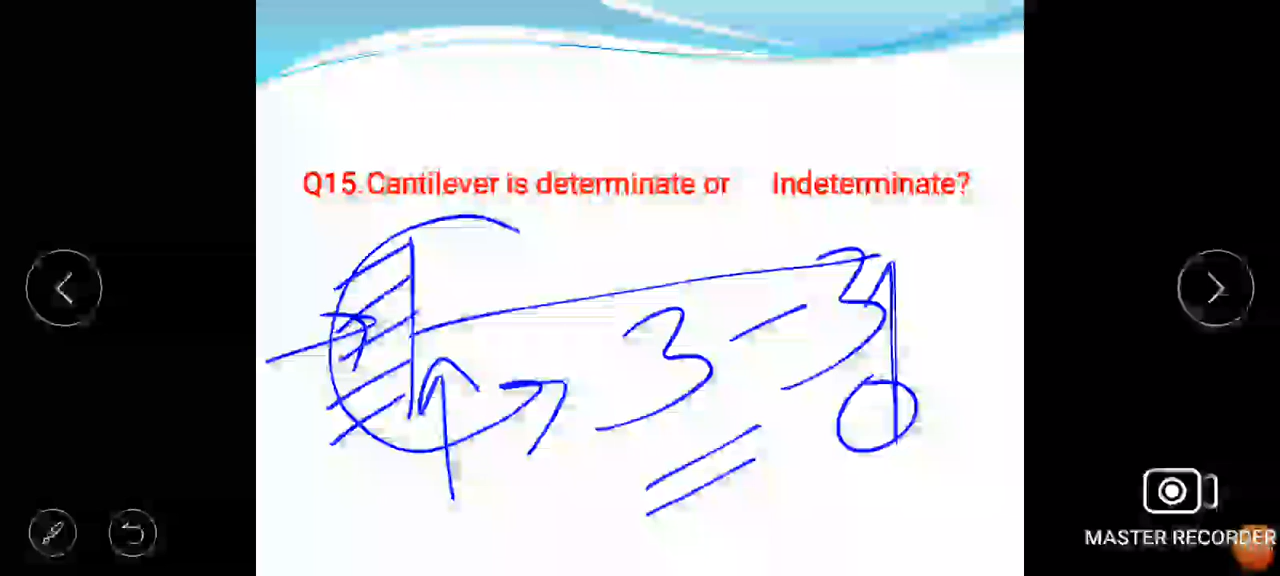 Q15.Cantilever is determinate or Indeterminate?
3 - 3
= 0
MASTER RECORDER